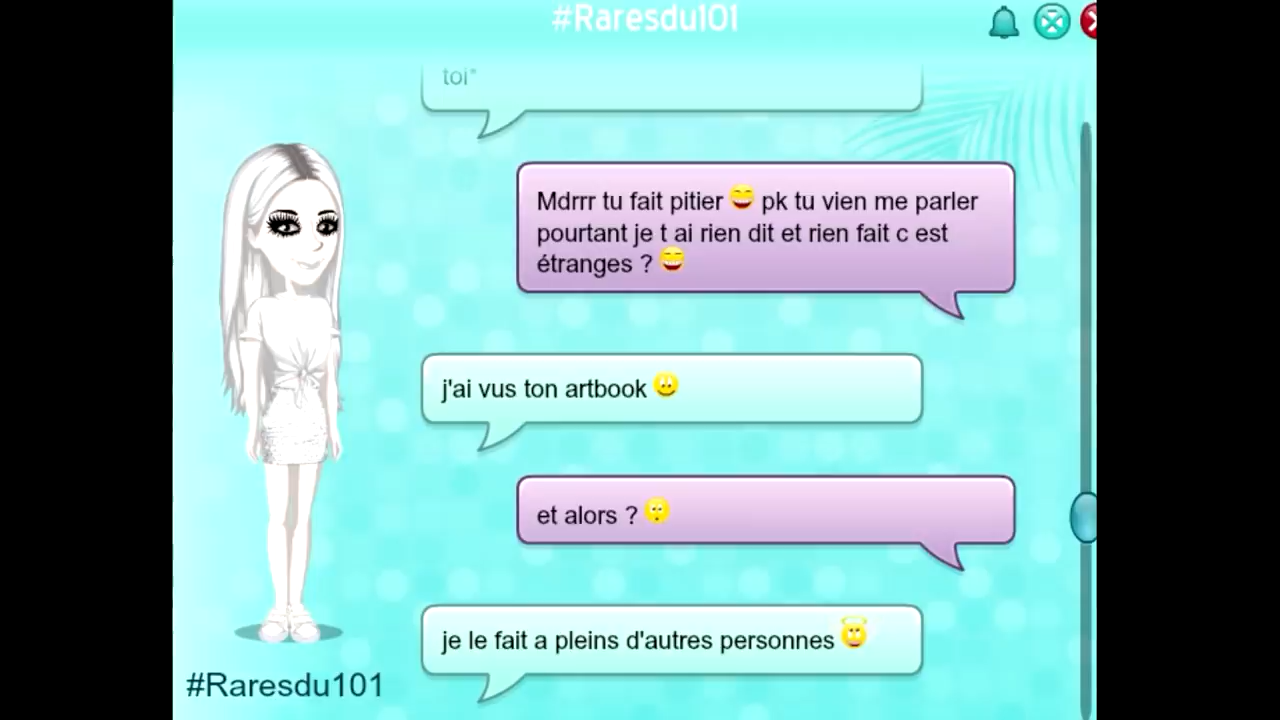 #Raresdu101
toi*
Mdrrr tu fait pitier 😄 pk tu vien me parler
pourtant je t ai rien dit et rien fait c est
étranges ? 😄
j'ai vus ton artbook 🙂
et alors ? 😯
je le fait a pleins d'autres personnes 😇
#Raresdu101